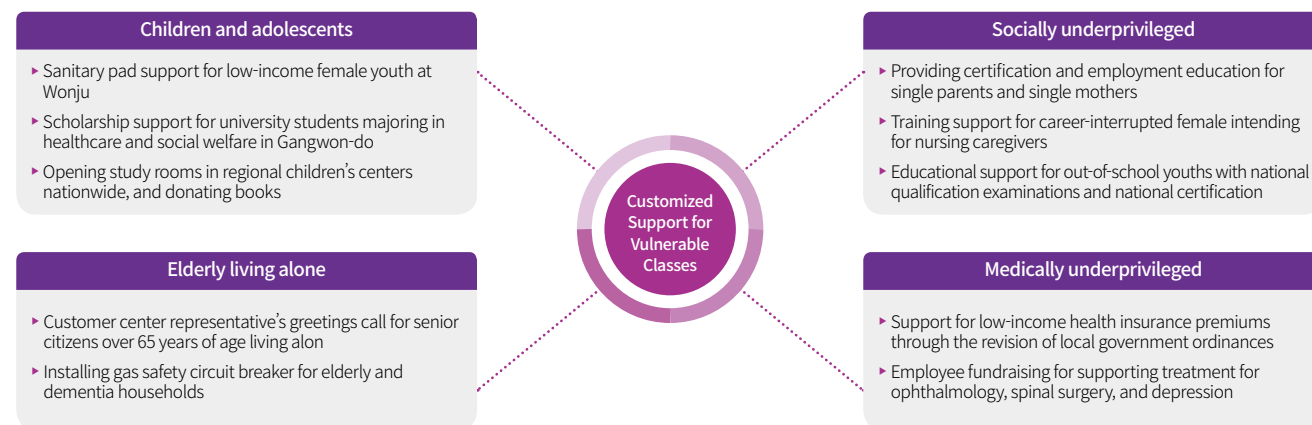 Children and adolescents
▸ Sanitary pad support for low-income female youth at
Wonju
▸ Scholarship support for university students majoring in
healthcare and social welfare in Gangwon-do
▸ Opening study rooms in regional children's centers
nationwide, and donating books
Socially underprivileged
▸ Providing certification and employment education for
single parents and single mothers
▸ Training support for career-interrupted female intending
for nursing caregivers
▸ Educational support for out-of-school youths with national
qualification examinations and national certification
Customized
Support for
Vulnerable
Classes
Elderly living alone
▸ Customer center representative's greetings call for senior
citizens over 65 years of age living alon
▸ Installing gas safety circuit breaker for elderly and
dementia households
Medically underprivileged
▸ Support for low-income health insurance premiums
through the revision of local government ordinances
▸ Employee fundraising for supporting treatment for
ophthalmology, spinal surgery, and depression